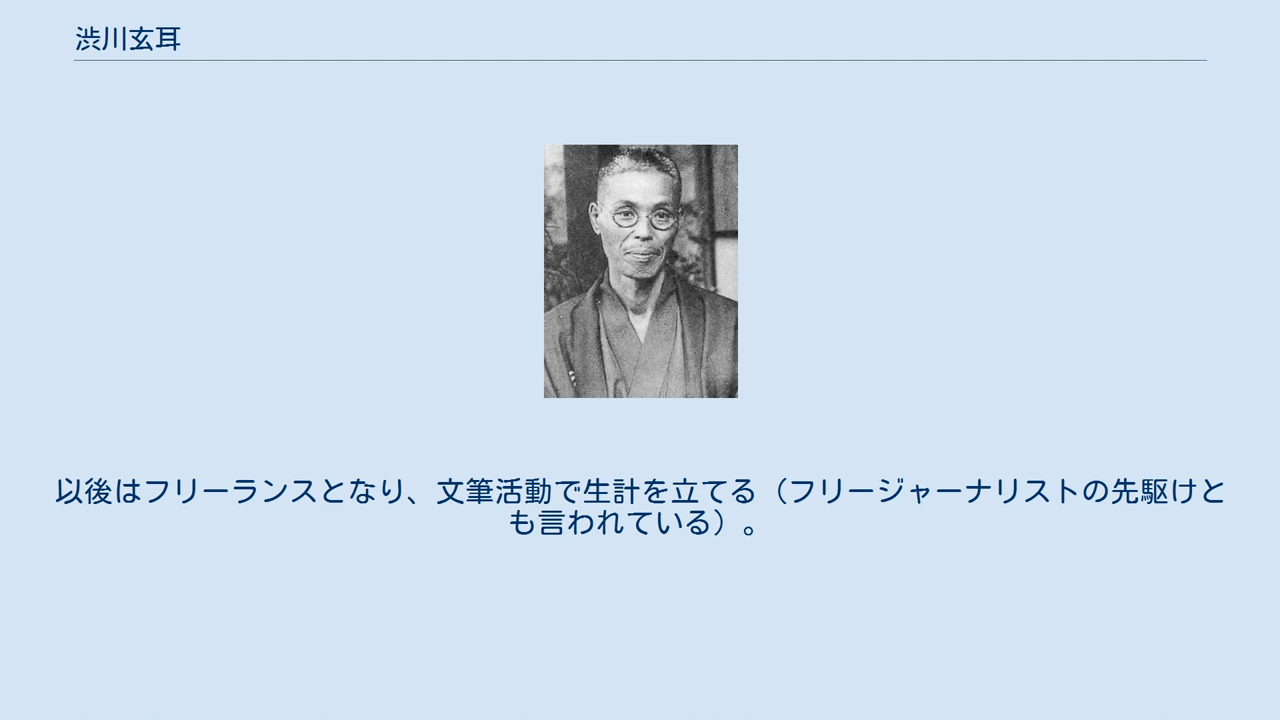 渋川玄耳
以後はフリーランスとなり、文筆活動で生計を立てる（フリージャーナリストの先駆けと
も言われている）。